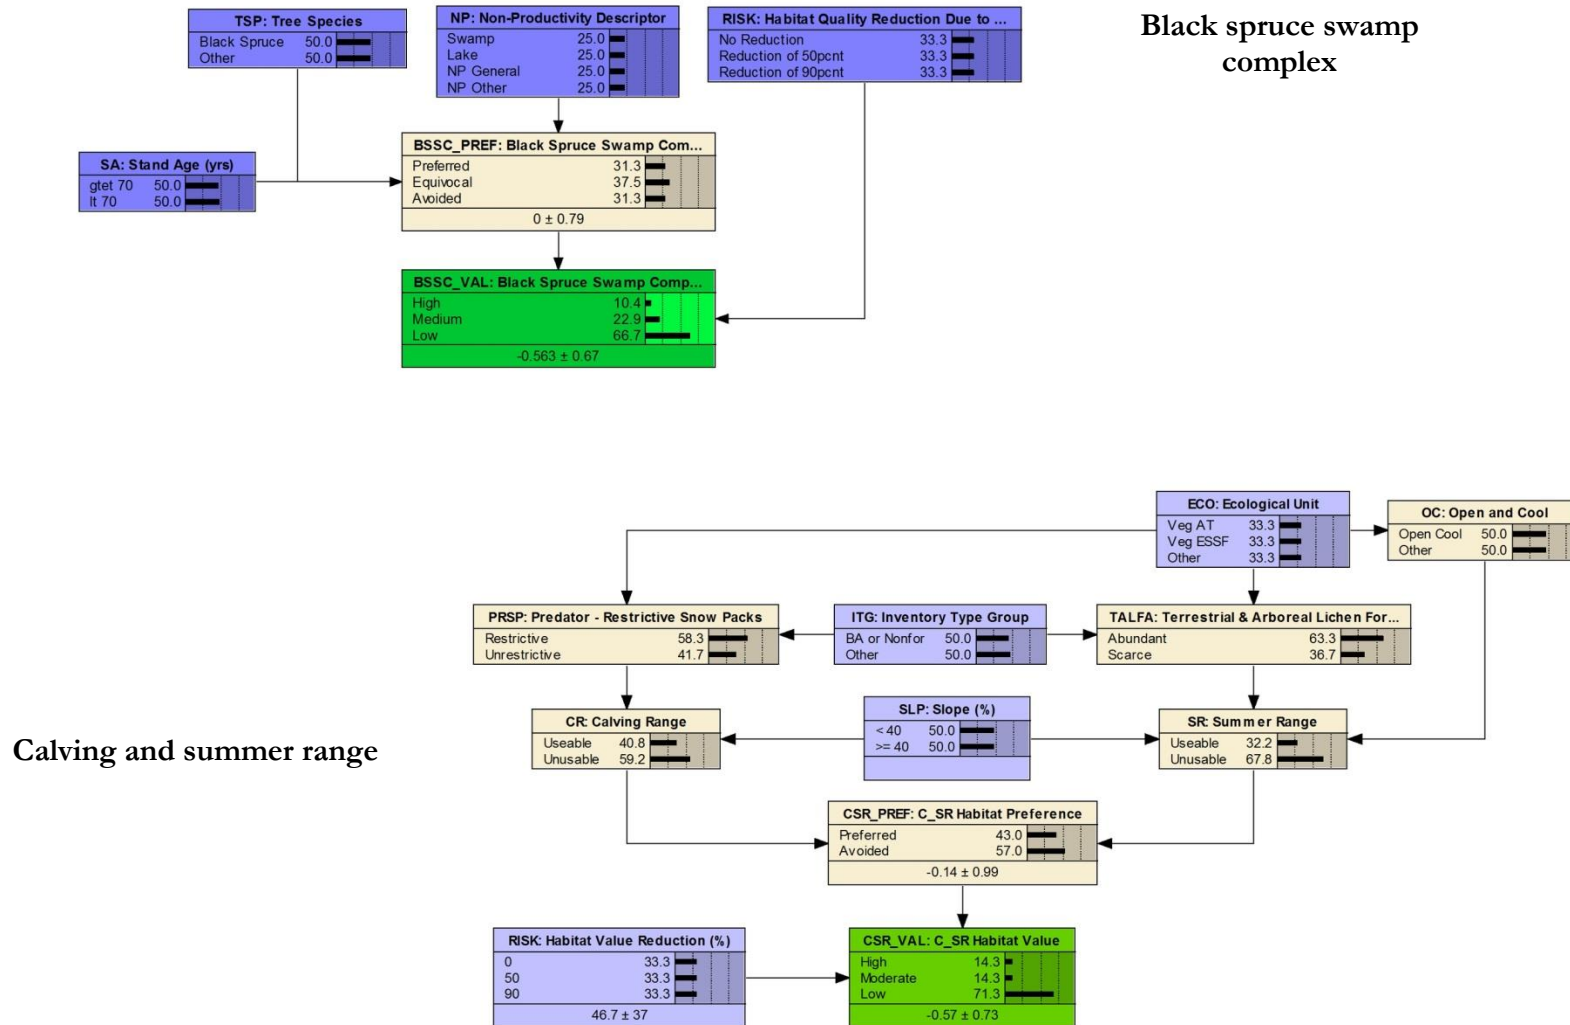 TSP: Tree Species
Black Spruce 50.0
Other 50.0
NP: Non-Productivity Descriptor
Swamp 25.0
Lake 25.0
NP General 25.0
NP Other 25.0
RISK: Habitat Quality Reduction Due to ...
No Reduction 33.3
Reduction of 50pcnt 33.3
Reduction of 90pcnt 33.3
Black spruce swamp
complex
SA: Stand Age (yrs)
gtet 70 50.0
lt 70 50.0
BSSC_PREF: Black Spruce Swamp Com...
Preferred 31.3
Equivocal 37.5
Avoided 31.3
0 ± 0.79
BSSC_VAL: Black Spruce Swamp Comp...
High 10.4
Medium 22.9
Low 66.7
-0.563 ± 0.67
ECO: Ecological Unit
Veg AT 33.3
Veg ESSF 33.3
Other 33.3
OC: Open and Cool
Open Cool 50.0
Other 50.0
PRSP: Predator - Restrictive Snow Packs
Restrictive 58.3
Unrestrictive 41.7
ITG: Inventory Type Group
BA or Nonfor 50.0
Other 50.0
TALFA: Terrestrial & Arboreal Lichen For...
Abundant 63.3
Scarce 36.7
Calving and summer range
CR: Calving Range
Useable 40.8
Unusable 59.2
SLP: Slope (%)
< 40 50.0
>= 40 50.0
SR: Summer Range
Useable 32.2
Unusable 67.8
CSR_PREF: C_SR Habitat Preference
Preferred 43.0
Avoided 57.0
-0.14 ± 0.99
RISK: Habitat Value Reduction (%)
0 33.3
50 33.3
90 33.3
46.7 ± 37
CSR_VAL: C_SR Habitat Value
High 14.3
Moderate 14.3
Low 71.3
-0.57 ± 0.73